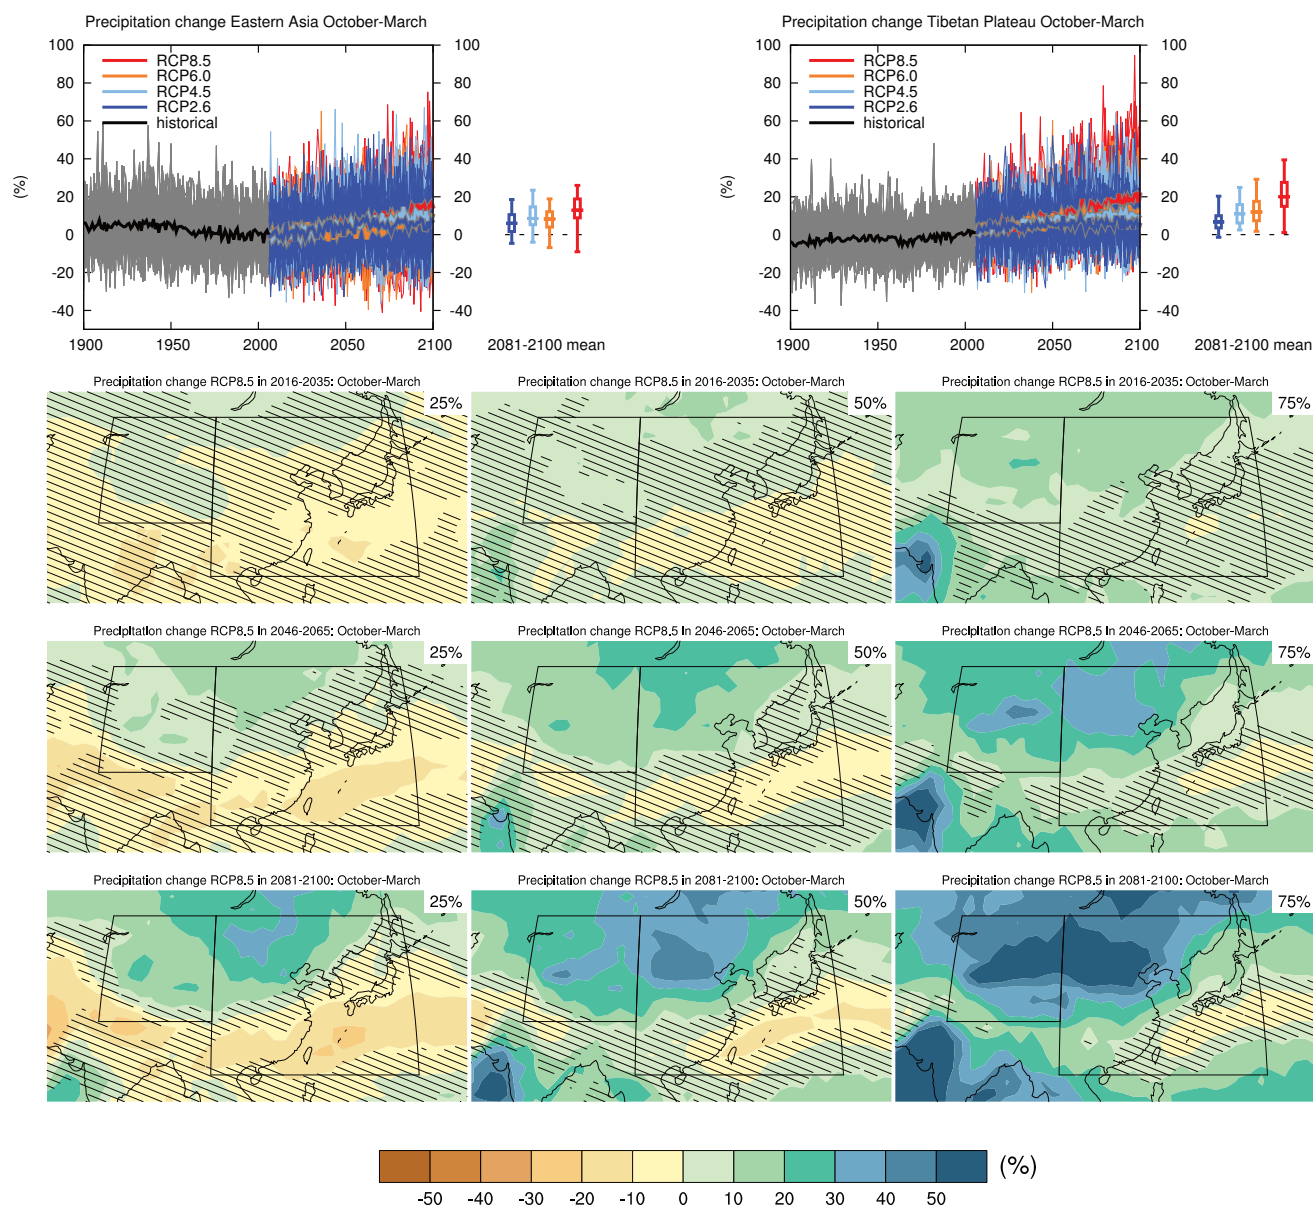 Precipitation change Eastern Asia October-March
100
80
60
40
20
0
-20
-40
(%)
RCP8.5
RCP6.0
RCP4.5
RCP2.6
historical
1900
1950
2000
2050
2100
100
80
60
40
20
0
-20
-40
2081-2100 mean
Precipitation change Tibetan Plateau October-March
100
80
60
40
20
0
-20
-40
(%)
RCP8.5
RCP6.0
RCP4.5
RCP2.6
historical
1900
1950
2000
2050
2100
100
80
60
40
20
0
-20
-40
2081-2100 mean
Precipitation change RCP8.5 in 2016-2035: October-March
25%
Precipitation change RCP8.5 in 2016-2035: October-March
50%
Precipitation change RCP8.5 in 2016-2035: October-March
75%
Precipitation change RCP8.5 in 2046-2065: October-March
25%
Precipitation change RCP8.5 in 2046-2065: October-March
50%
Precipitation change RCP8.5 in 2046-2065: October-March
75%
Precipitation change RCP8.5 in 2081-2100: October-March
25%
Precipitation change RCP8.5 in 2081-2100: October-March
50%
Precipitation change RCP8.5 in 2081-2100: October-March
75%
-50 -40 -30 -20 -10 0 10 20 30 40 50
(%)